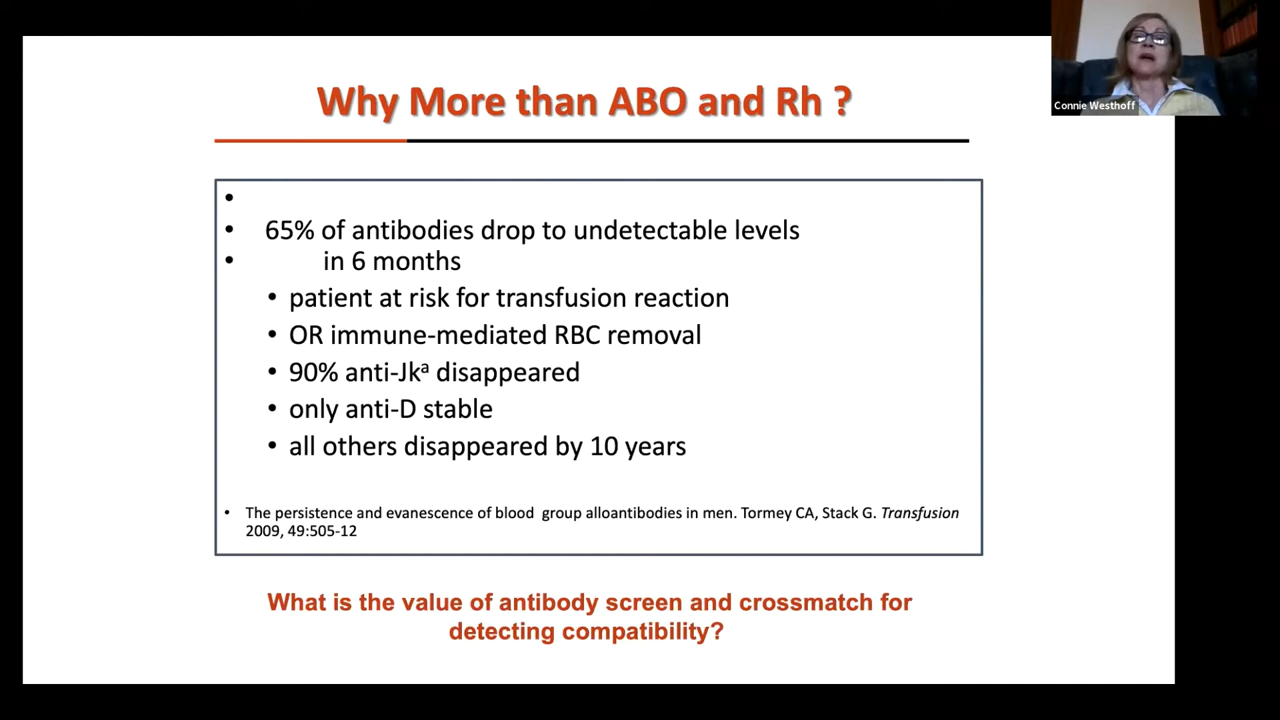 Why More than ABO and Rh ?
Connie Westhoff
•
• 65% of antibodies drop to undetectable levels
• in 6 months
• patient at risk for transfusion reaction
• OR immune-mediated RBC removal
• 90% anti-Jkᵃ disappeared
• only anti-D stable
• all others disappeared by 10 years
• The persistence and evanescence of blood group alloantibodies in men. Tormey CA, Stack G. Transfusion
2009, 49:505-12
What is the value of antibody screen and crossmatch for
detecting compatibility?